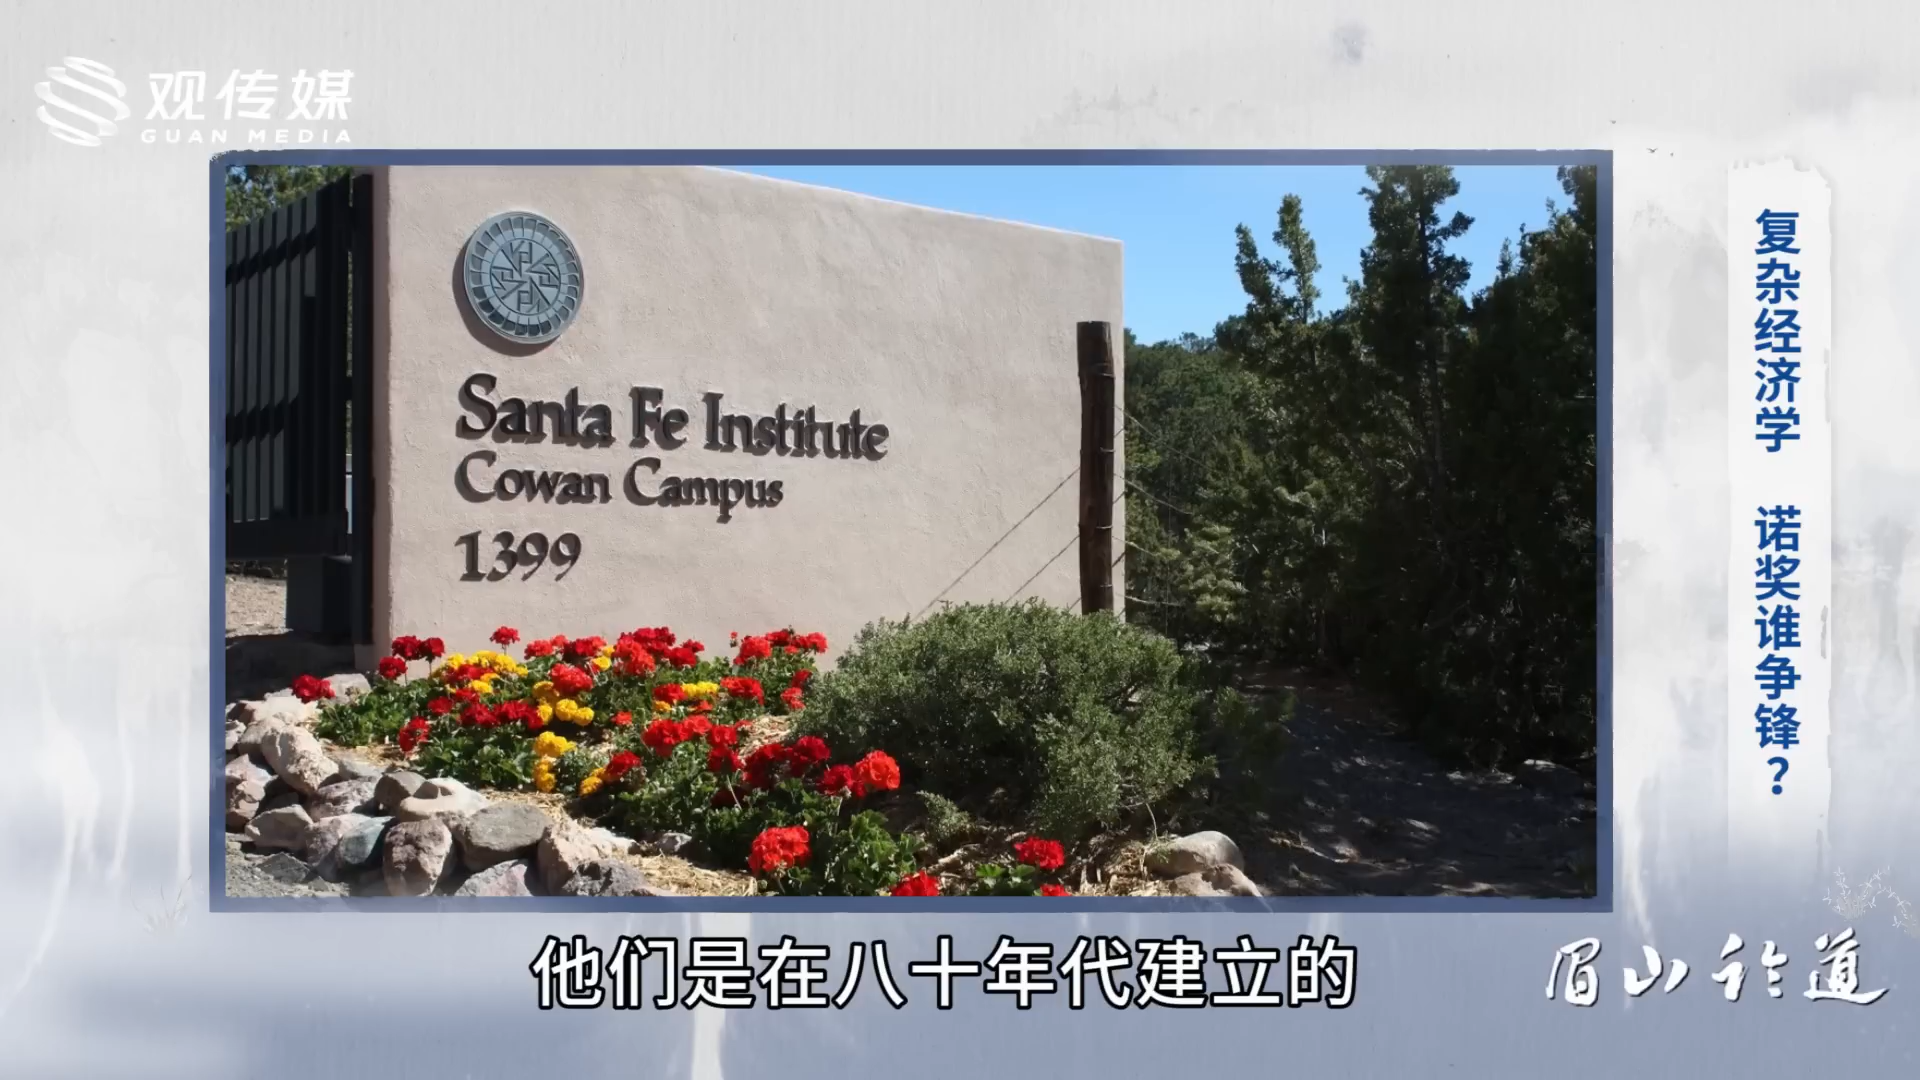 观传媒
GUAN MEDIA
Santa Fe Institute
Cowan Campus
1399
复杂经济学 诺奖谁争锋？
他们是在八十年代建立的
眉山论道